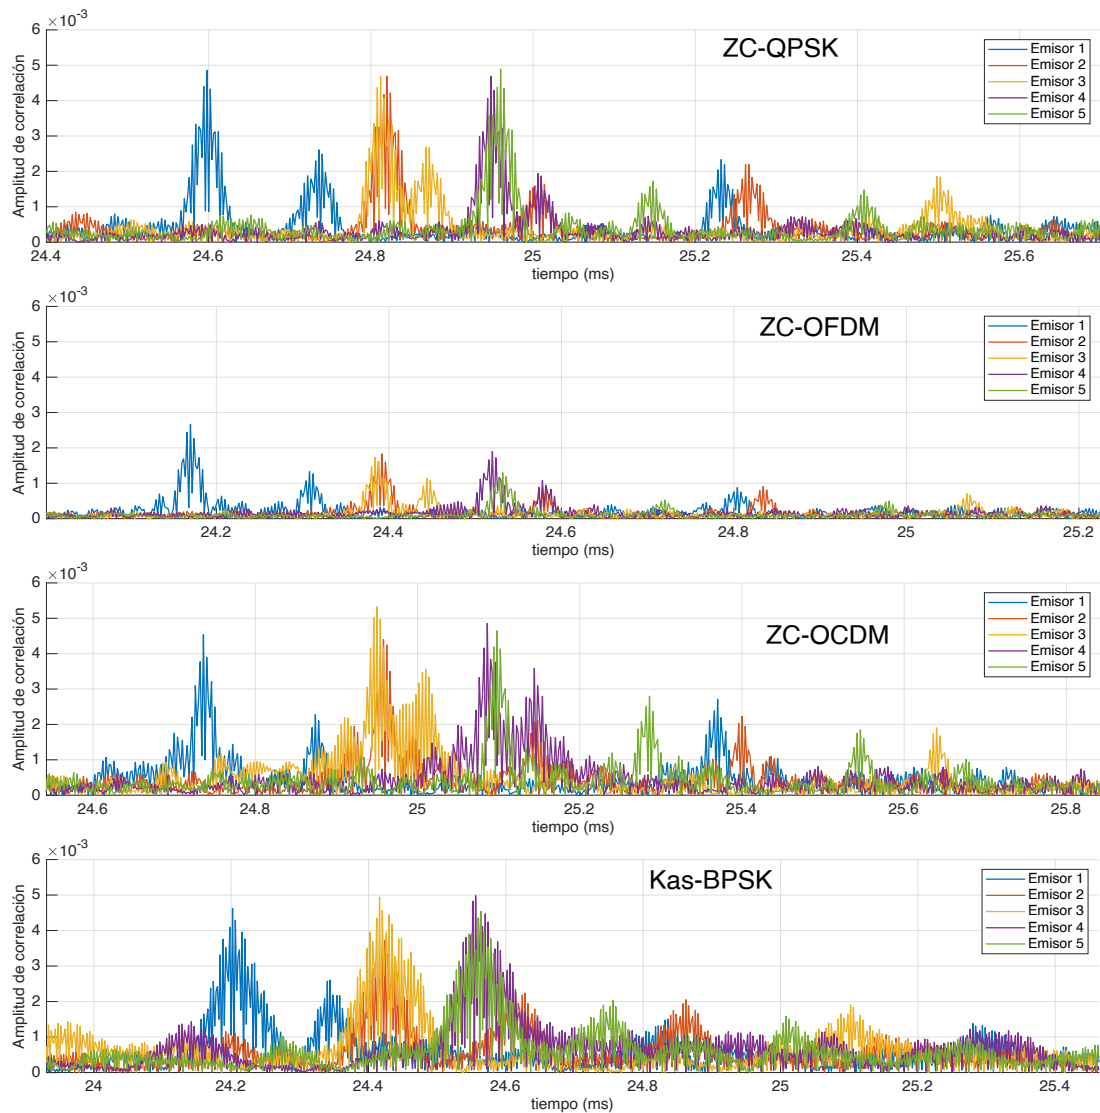 ×10⁻³
6
5
4
3
2
1
0
Amplitud de correlación
ZC-QPSK
Emisor 1
Emisor 2
Emisor 3
Emisor 4
Emisor 5
24.4 24.6 24.8 25 25.2 25.4 25.6
tiempo (ms)
×10⁻³
6
5
4
3
2
1
0
Amplitud de correlación
ZC-OFDM
Emisor 1
Emisor 2
Emisor 3
Emisor 4
Emisor 5
24.2 24.4 24.6 24.8 25 25.2
tiempo (ms)
×10⁻³
6
5
4
3
2
1
0
Amplitud de correlación
ZC-OCDM
Emisor 1
Emisor 2
Emisor 3
Emisor 4
Emisor 5
24.6 24.8 25 25.2 25.4 25.6 25.8
tiempo (ms)
×10⁻³
6
5
4
3
2
1
0
Amplitud de correlación
Kas-BPSK
Emisor 1
Emisor 2
Emisor 3
Emisor 4
Emisor 5
24 24.2 24.4 24.6 24.8 25 25.2 25.4
tiempo (ms)